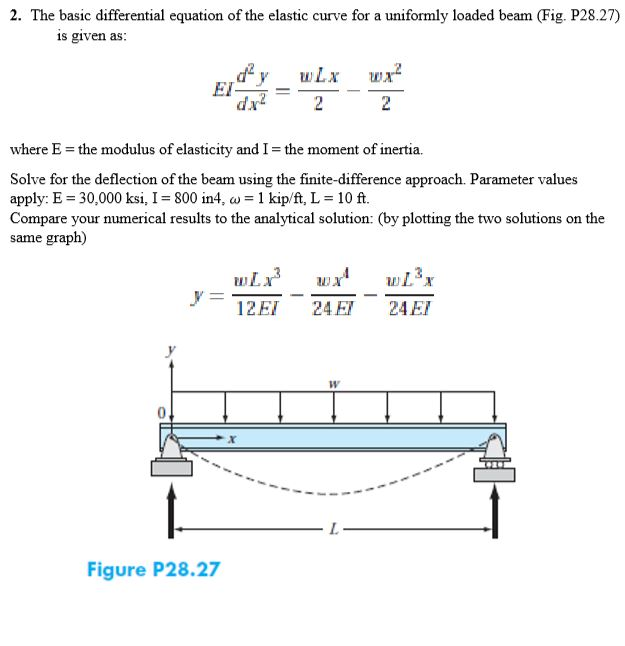 2. The basic differential equation of the elastic curve for a uniformly loaded beam (Fig. P28.27)
is given as:
EI d²y/dx² = wLx/2 − wx²/2
where E = the modulus of elasticity and I = the moment of inertia.
Solve for the deflection of the beam using the finite-difference approach. Parameter values
apply: E = 30,000 ksi, I = 800 in4, ω = 1 kip/ft, L = 10 ft.
Compare your numerical results to the analytical solution: (by plotting the two solutions on the
same graph)
y = wLx³/12EI − wx⁴/24EI − wL³x/24EI
y
w
0
x
L
Figure P28.27